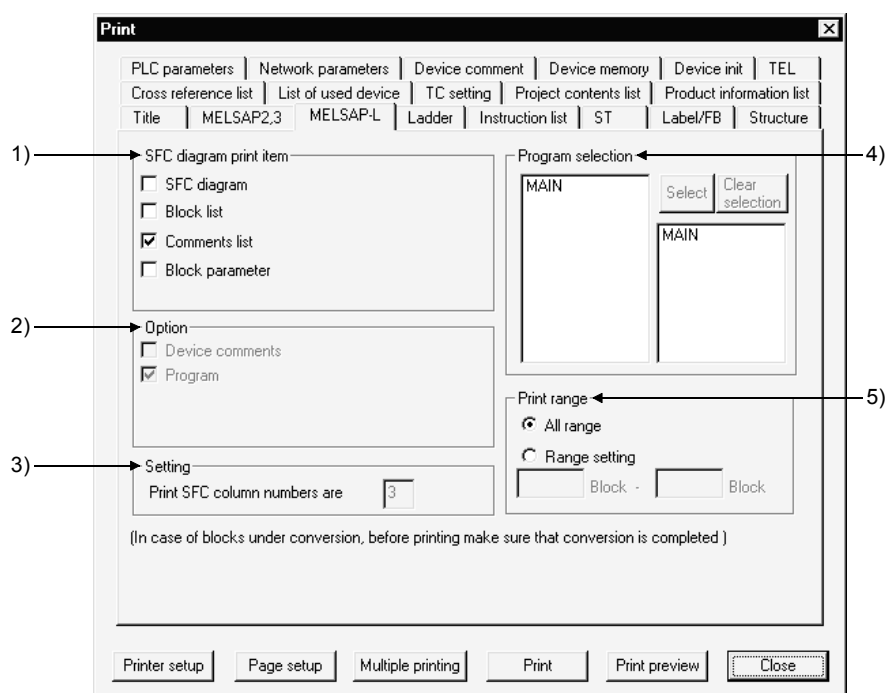 Print
PLC parameters Network parameters Device comment Device memory Device init TEL
Cross reference list List of used device TC setting Project contents list Product information list
Title MELSAP2,3 MELSAP-L Ladder Instruction list ST Label/FB Structure
1) SFC diagram print item
SFC diagram
Block list
Comments list
Block parameter
2) Option
Device comments
Program
3) Setting
Print SFC column numbers are 3
Program selection 4)
MAIN
Select
Clear
selection
MAIN
Print range 5)
All range
Range setting
Block - Block
(In case of blocks under conversion, before printing make sure that conversion is completed )
Printer setup Page setup Multiple printing Print Print preview Close